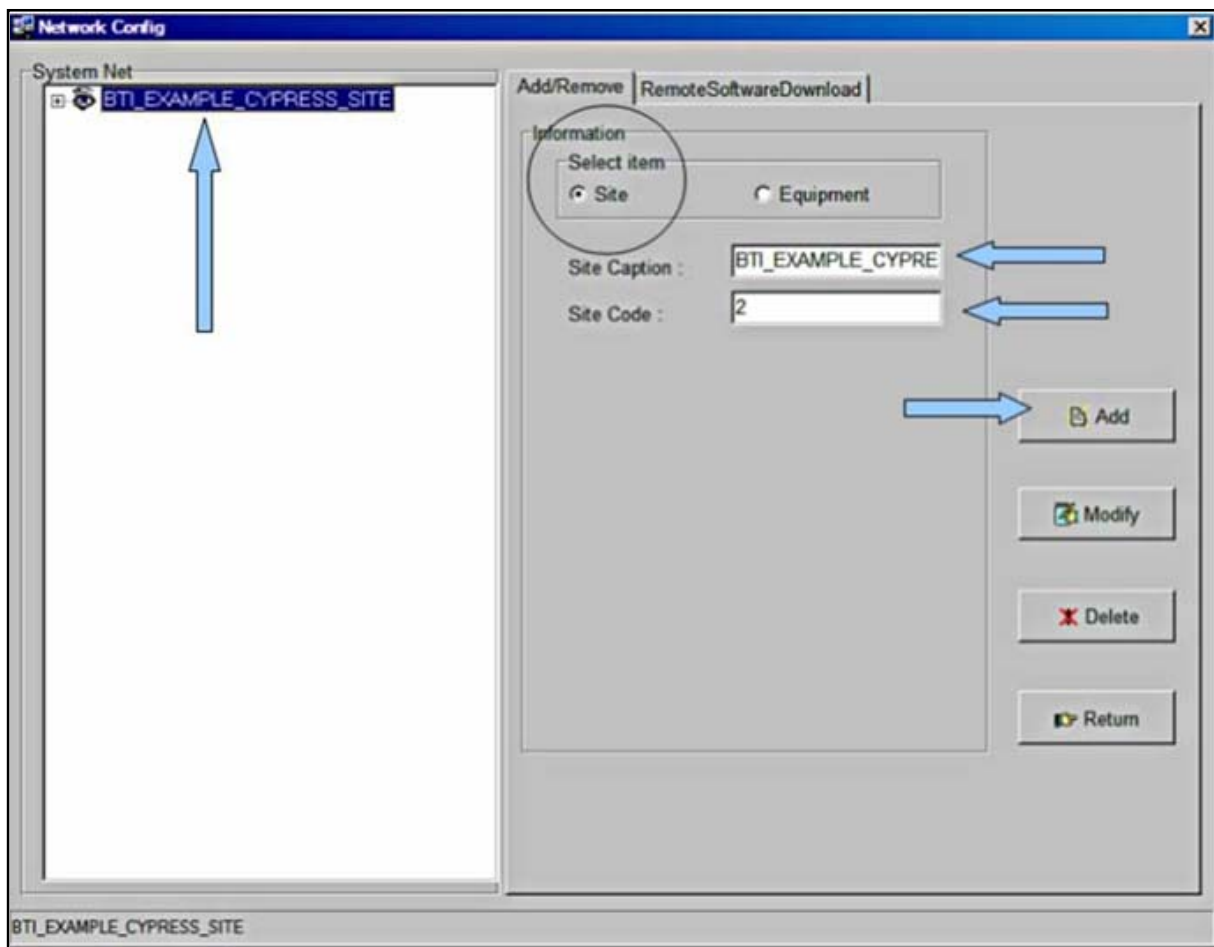 Network Config
System Net
BTI_EXAMPLE_CYPRESS_SITE
Add/Remove RemoteSoftwareDownload
Information
Select item
Site Equipment
Site Caption : BTI_EXAMPLE_CYPRE
Site Code : 2
Add
Modify
Delete
Return
BTI_EXAMPLE_CYPRESS_SITE